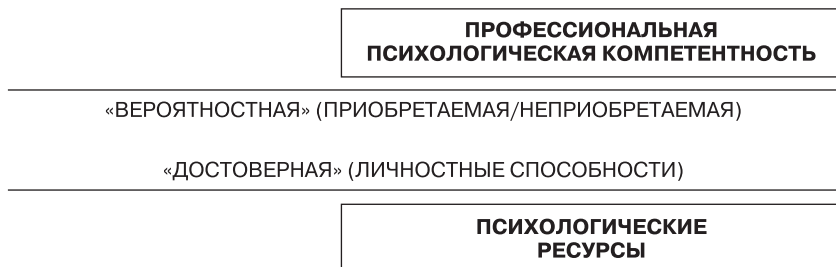 ПРОФЕССИОНАЛЬНАЯ
ПСИХОЛОГИЧЕСКАЯ КОМПЕТЕНТНОСТЬ
«ВЕРОЯТНОСТНАЯ» (ПРИОБРЕТАЕМАЯ/НЕПРИОБРЕТАЕМАЯ)
«ДОСТОВЕРНАЯ» (ЛИЧНОСТНЫЕ СПОСОБНОСТИ)
ПСИХОЛОГИЧЕСКИЕ
РЕСУРСЫ